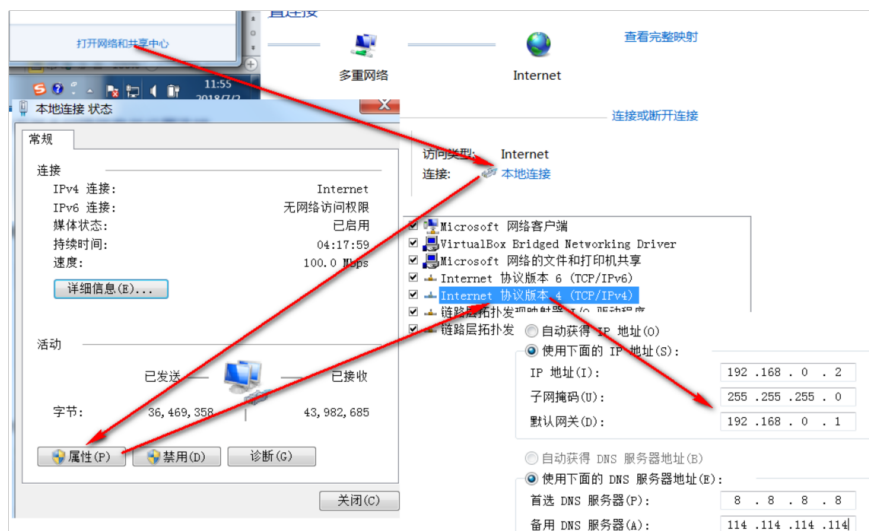 打开网络和共享中心
11:55
2018/7/2
本地连接 状态
常规
连接
IPv4 连接: Internet
IPv6 连接: 无网络访问权限
媒体状态: 已启用
持续时间: 04:17:59
速度: 100.0 Mbps
详细信息(E)...
活动
已发送 — 已接收
字节: 36,469,358 43,982,685
属性(P) 禁用(D) 诊断(G)
关闭(C)
查看完整映射
多重网络 Internet
连接或断开连接
访问类型: Internet
连接: 本地连接
Microsoft 网络客户端
VirtualBox Bridged Networking Driver
Microsoft 网络的文件和打印机共享
Internet 协议版本 6 (TCP/IPv6)
Internet 协议版本 4 (TCP/IPv4)
链路层拓扑发现映射器 I/O 驱动程序
链路层拓扑发
自动获得 IP 地址(O)
使用下面的 IP 地址(S):
IP 地址(I): 192 .168 . 0 . 2
子网掩码(U): 255 .255 .255 . 0
默认网关(D): 192 .168 . 0 . 1
自动获得 DNS 服务器地址(B)
使用下面的 DNS 服务器地址(E):
首选 DNS 服务器(P): 8 . 8 . 8 . 8
备用 DNS 服务器(A): 114 .114 .114 .114